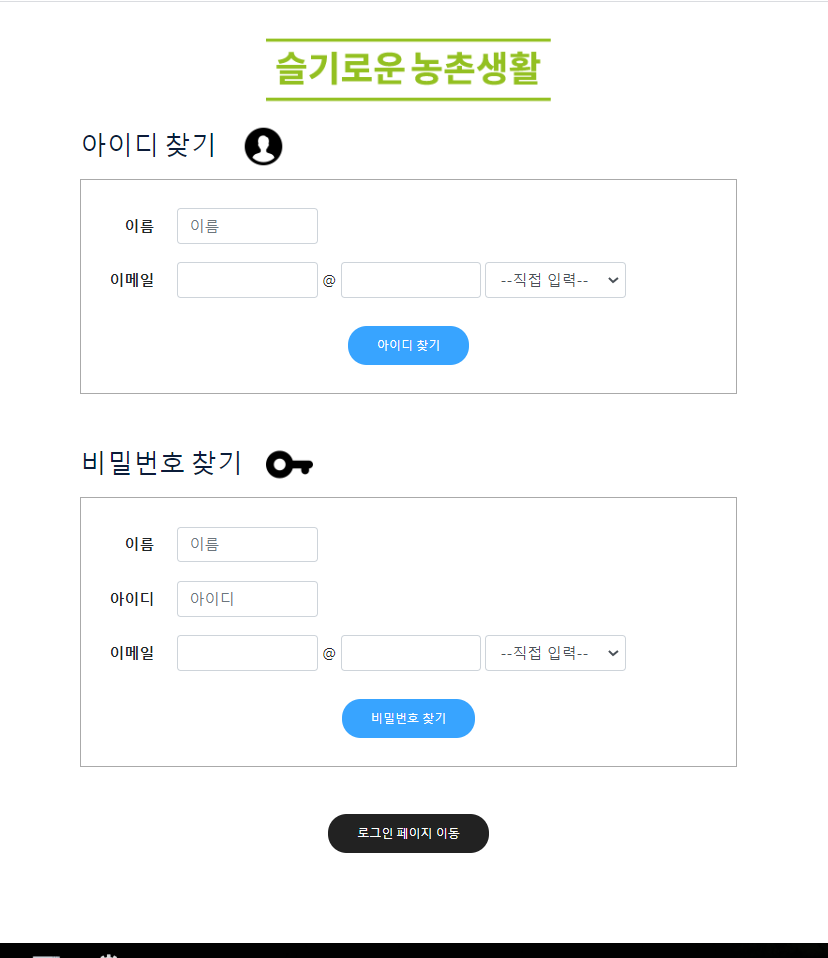 슬기로운 농촌생활
아이디 찾기
이름 이름
이메일 @ --직접 입력--
아이디 찾기
비밀번호 찾기
이름 이름
아이디 아이디
이메일 @ --직접 입력--
비밀번호 찾기
로그인 페이지 이동